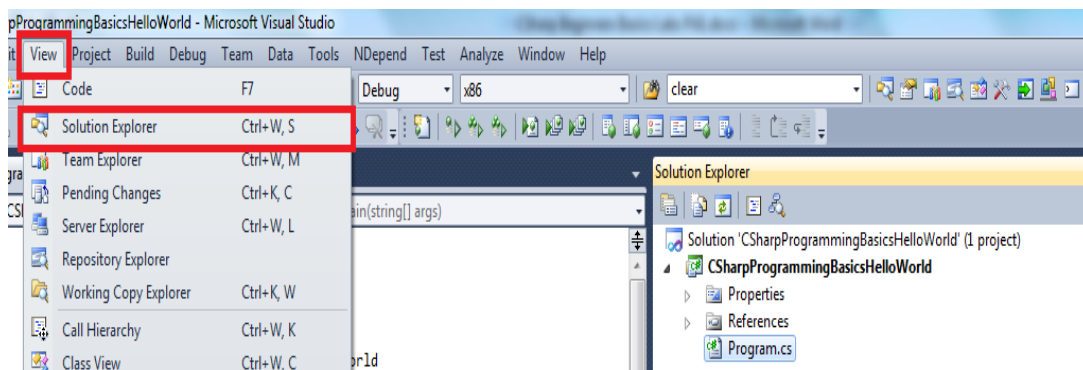 pProgrammingBasicsHelloWorld - Microsoft Visual Studio
it View Project Build Debug Team Data Tools NDepend Test Analyze Window Help
Code F7
Debug x86 clear
Solution Explorer Ctrl+W, S
Team Explorer Ctrl+W, M
gra
Solution Explorer
Pending Changes Ctrl+K, C
CSl
ain(string[] args)
Server Explorer Ctrl+W, L
Repository Explorer
Working Copy Explorer Ctrl+K, W
Call Hierarchy Ctrl+W, K
Class View Ctrl+W, C
orld
Solution 'CSharpProgrammingBasicsHelloWorld' (1 project)
CSharpProgrammingBasicsHelloWorld
Properties
References
Program.cs